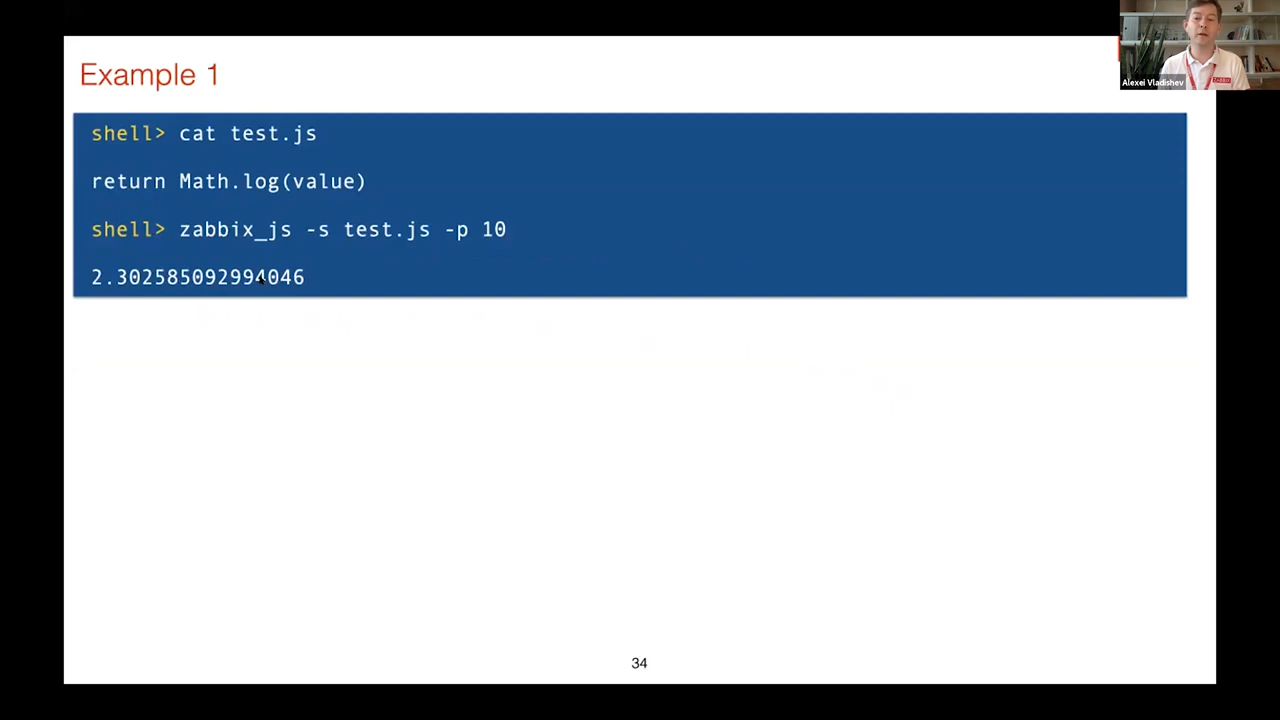 Example 1
shell> cat test.js
return Math.log(value)
shell> zabbix_js -s test.js -p 10
2.302585092994046
34
Alexei Vladishev
ZABBIX